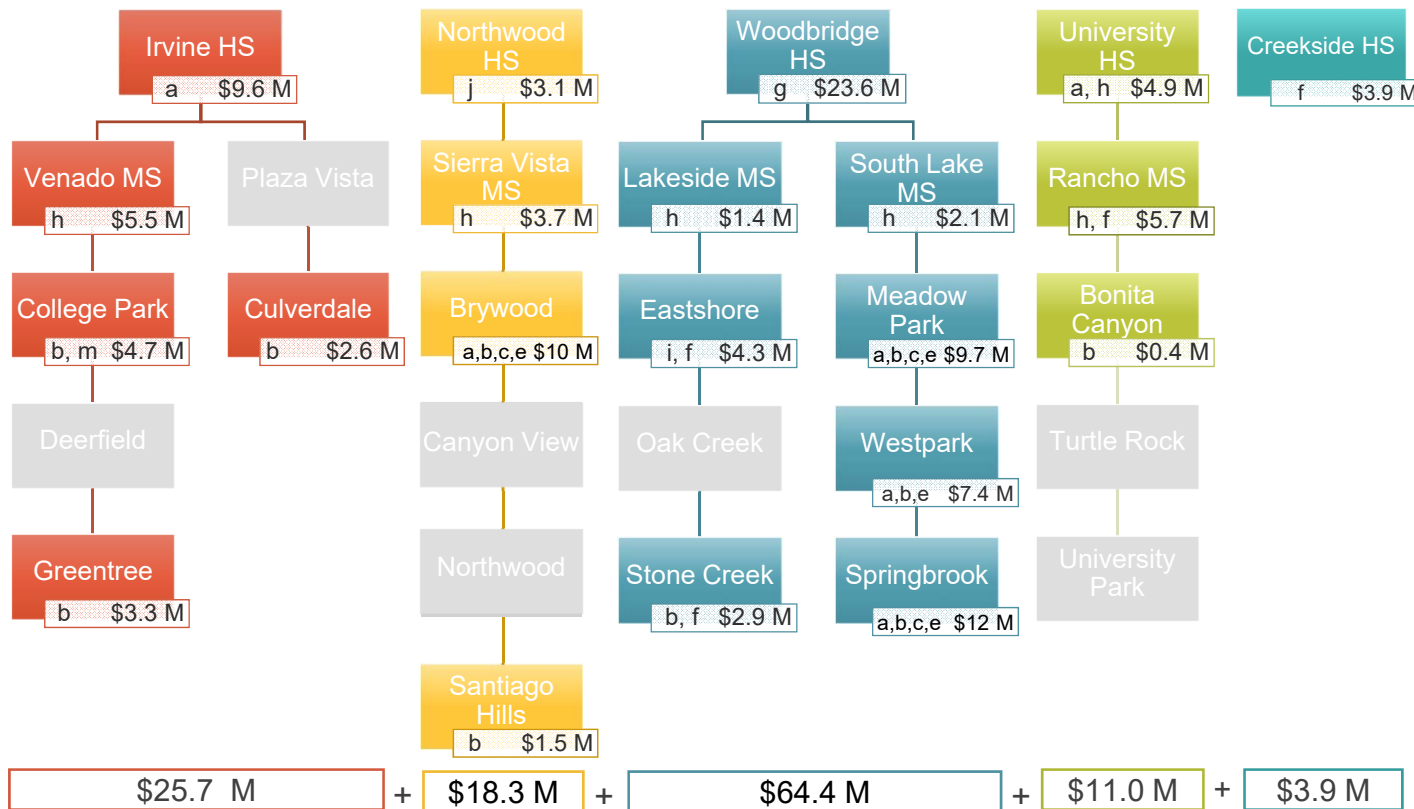 Irvine HS
a $9.6 M
Northwood
HS
j $3.1 M
Woodbridge
HS
g $23.6 M
University
HS
a, h $4.9 M
Creekside HS
f $3.9 M
Venado MS
h $5.5 M
Plaza Vista
Sierra Vista
MS
h $3.7 M
Lakeside MS
h $1.4 M
South Lake
MS
h $2.1 M
Rancho MS
h, f $5.7 M
College Park
b, m $4.7 M
Culverdale
b $2.6 M
Brywood
a,b,c,e $10 M
Eastshore
i, f $4.3 M
Meadow
Park
a,b,c,e $9.7 M
Bonita
Canyon
b $0.4 M
Deerfield
Canyon View
Oak Creek
Westpark
a,b,e $7.4 M
Turtle Rock
Greentree
b $3.3 M
Northwood
Stone Creek
b, f $2.9 M
Springbrook
a,b,c,e $12 M
University
Park
Santiago
Hills
b $1.5 M
$25.7 M + $18.3 M + $64.4 M + $11.0 M + $3.9 M